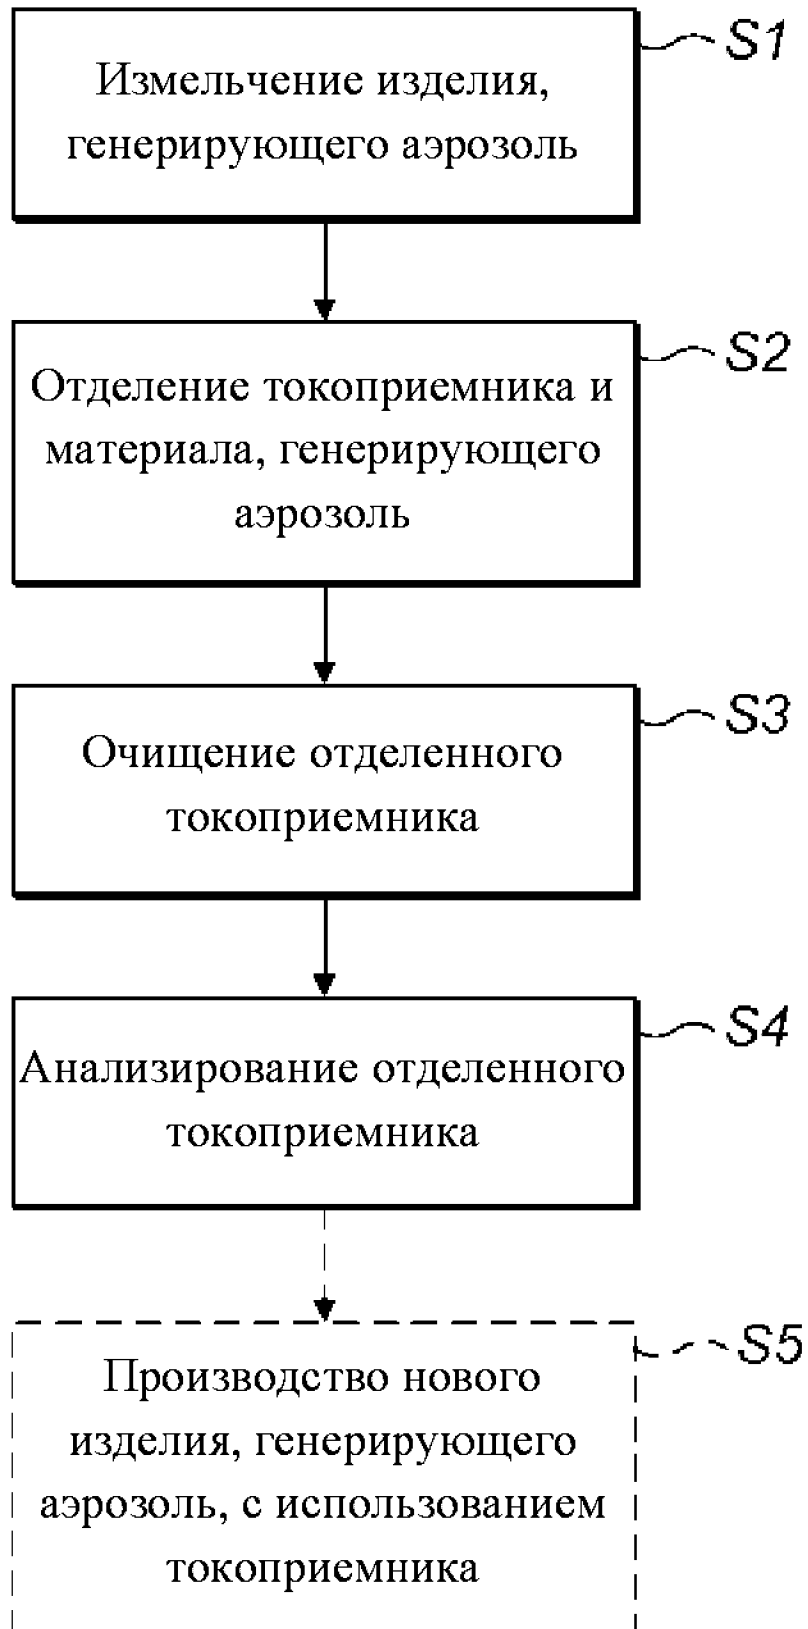 S1
Измельчение изделия,
генерирующего аэрозоль
S2
Отделение токоприемника и
материала, генерирующего
аэрозоль
S3
Очищение отделенного
токоприемника
S4
Анализирование отделенного
токоприемника
S5
Производство нового
изделия, генерирующего
аэрозоль, с использованием
токоприемника